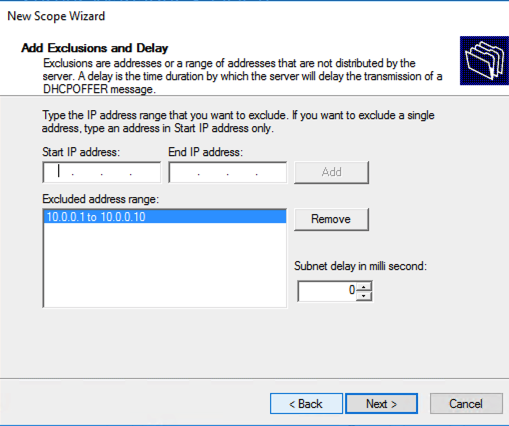 New Scope Wizard
Add Exclusions and Delay
Exclusions are addresses or a range of addresses that are not distributed by the
server. A delay is the time duration by which the server will delay the transmission of a
DHCPOFFER message.
Type the IP address range that you want to exclude. If you want to exclude a single
address, type an address in Start IP address only.
Start IP address: End IP address:
. . . . . . Add
Excluded address range:
10.0.0.1 to 10.0.0.10 Remove
Subnet delay in milli second:
0
< Back Next > Cancel